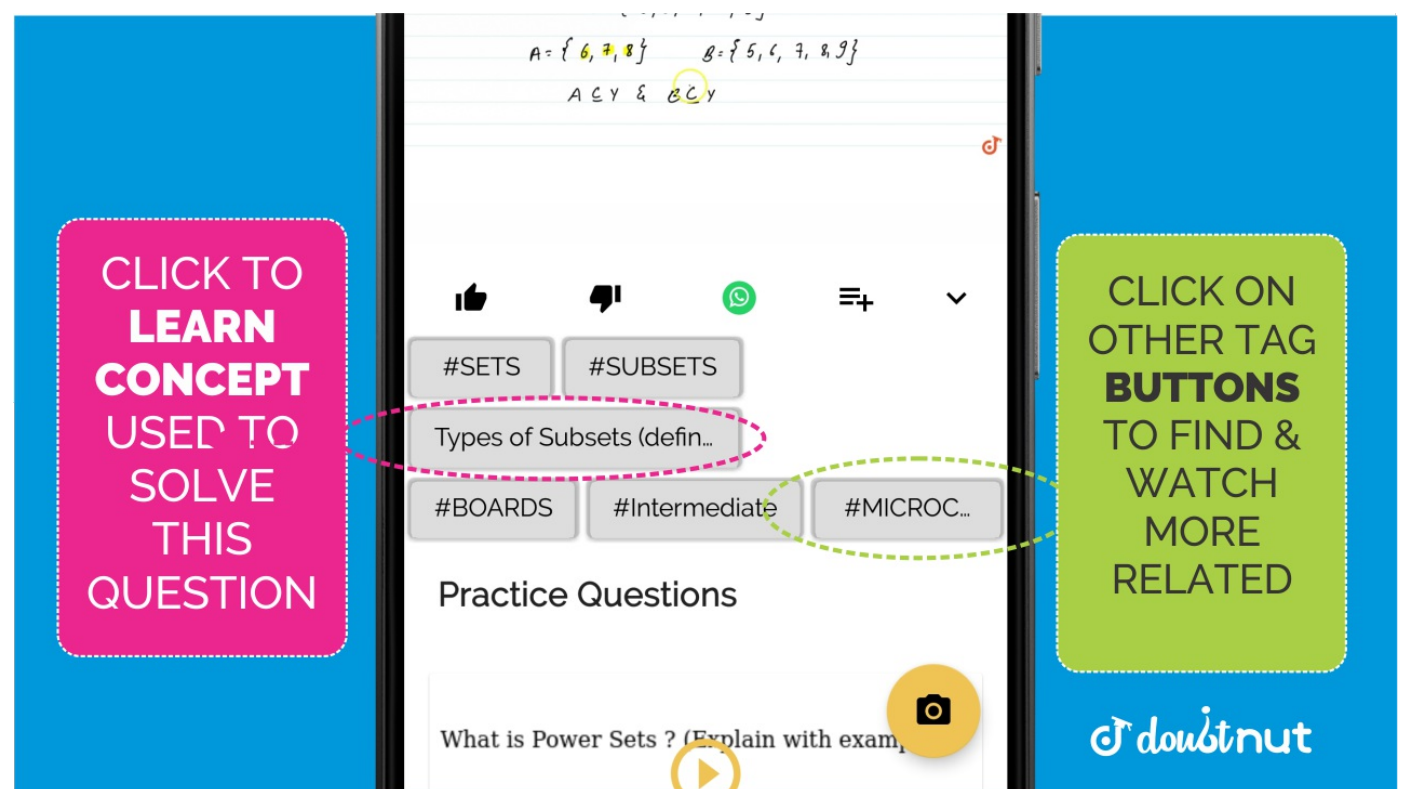 A = { 6, 7, 8} B = { 5, 6, 7, 8, 9}
A ⊆ Y & B ⊆ Y
CLICK TO
LEARN
CONCEPT
USED TO
SOLVE
THIS
QUESTION
#SETS #SUBSETS
Types of Subsets (defin...
#BOARDS #Intermediate #MICROC...
Practice Questions
What is Power Sets ? (Explain with exam
CLICK ON
OTHER TAG
BUTTONS
TO FIND &
WATCH
MORE
RELATED
doubtnut